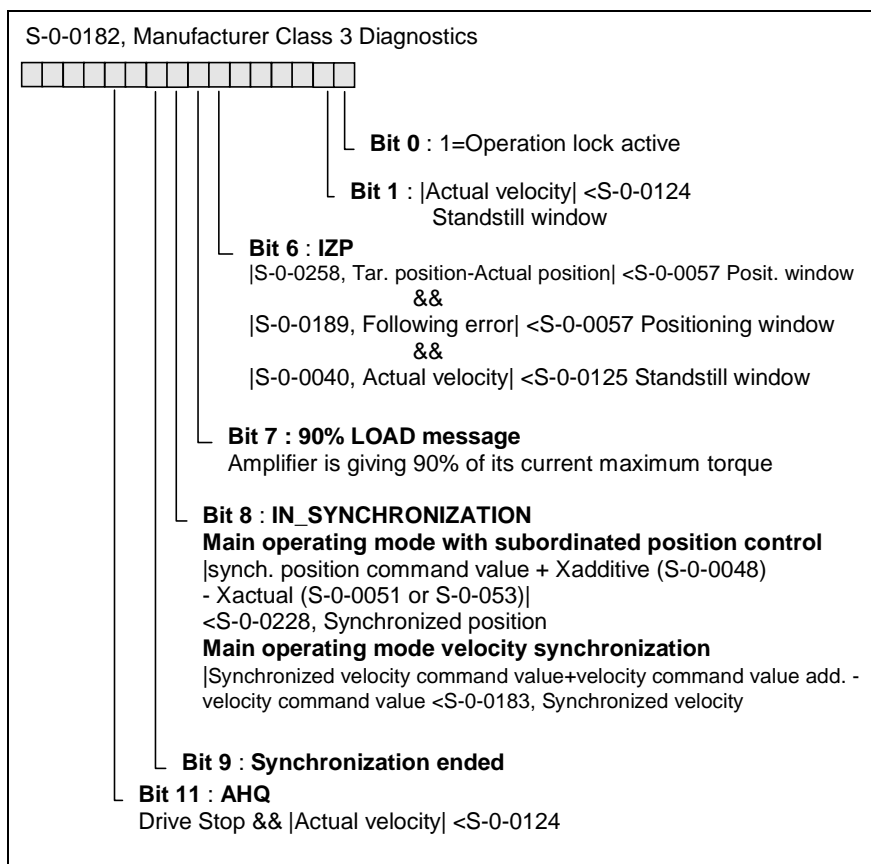 S-0-0182, Manufacturer Class 3 Diagnostics
Bit 0 : 1=Operation lock active
Bit 1 : |Actual velocity| <S-0-0124
Standstill window
Bit 6 : IZP
|S-0-0258, Tar. position-Actual position| <S-0-0057 Posit. window
&&
|S-0-0189, Following error| <S-0-0057 Positioning window
&&
|S-0-0040, Actual velocity| <S-0-0125 Standstill window
Bit 7 : 90% LOAD message
Amplifier is giving 90% of its current maximum torque
Bit 8 : IN_SYNCHRONIZATION
Main operating mode with subordinated position control
|synch. position command value + Xadditive (S-0-0048)
- Xactual (S-0-0051 or S-0-053)|
<S-0-0228, Synchronized position
Main operating mode velocity synchronization
|Synchronized velocity command value+velocity command value add. -
velocity command value <S-0-0183, Synchronized velocity
Bit 9 : Synchronization ended
Bit 11 : AHQ
Drive Stop && |Actual velocity| <S-0-0124